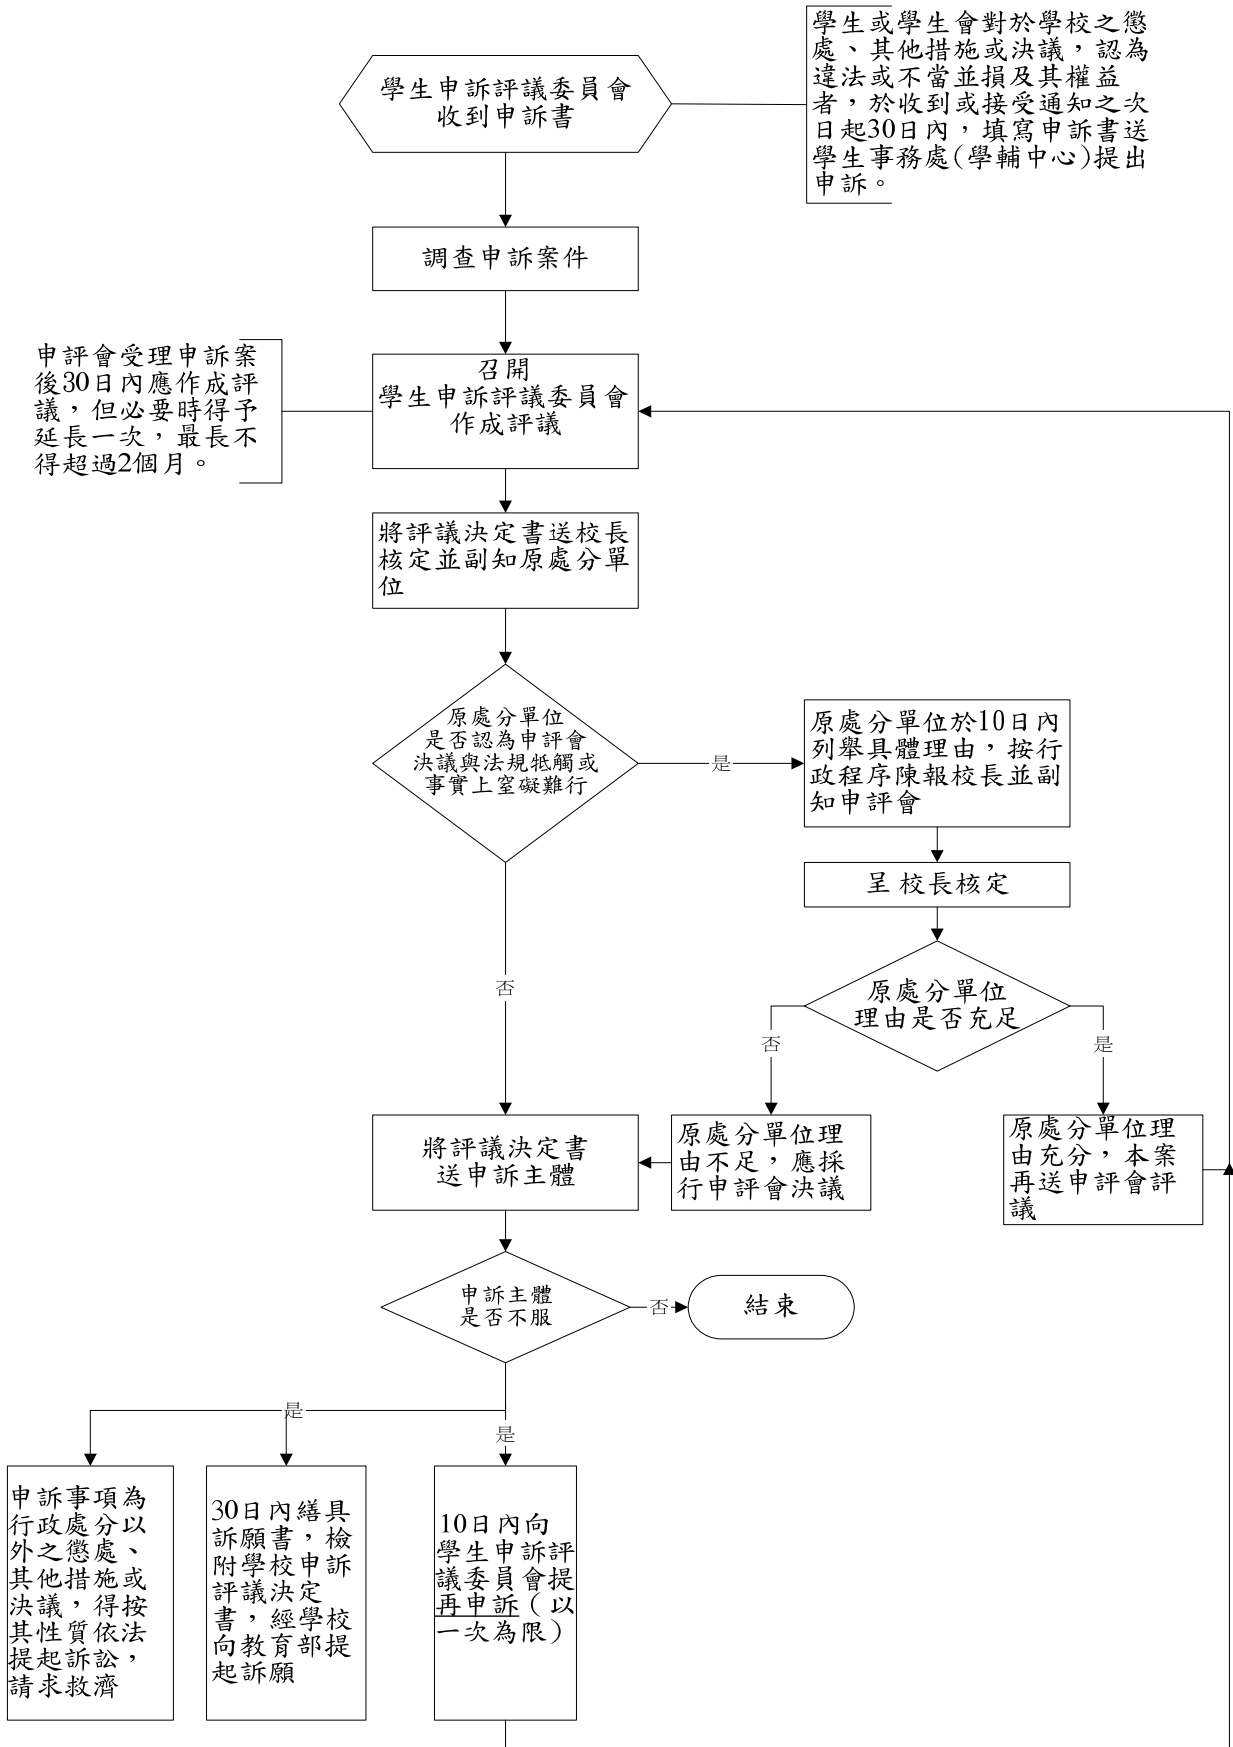 學生或學生會對於學校之懲
處、其他措施或決議，認為
違法或不當並損及其權益
者，於收到或接受通知之次
日起30日內，填寫申訴書送
學生事務處(學輔中心)提出
申訴。
學生申訴評議委員會
收到申訴書
調查申訴案件
申評會受理申訴案
後30日內應作成評
議，但必要時得予
延長一次，最長不
得超過2個月。
召開
學生申訴評議委員會
作成評議
將評議決定書送校長
核定並副知原處分單
位
原處分單位
是否認為申評會
決議與法規牴觸或
事實上窒礙難行
是
原處分單位於10日內
列舉具體理由，按行
政程序陳報校長並副
知申評會
呈 校長核定
原處分單位
理由是否充足
否
否
是
將評議決定書
送申訴主體
原處分單位理
由不足，應採
行申評會決議
原處分單位理
由充分，本案
再送申評會評
議
申訴主體
是否不服
否
結束
是
是
申訴事項為
行政處分以
外之懲處、
其他措施或
決議，得按
其性質依法
提起訴訟，
請求救濟
30日內繕具
訴願書，檢
附學校申訴
評議決定
書，經學校
向教育部提
起訴願
10日內向
學生申訴評
議委員會提
再申訴（以
一次為限）